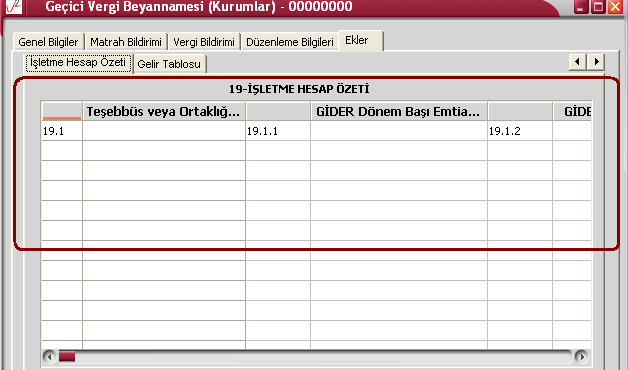 Geçici Vergi Beyannamesi (Kurumlar) - 00000000
Genel Bilgiler Matrah Bildirimi Vergi Bildirimi Düzenleme Bilgileri Ekler
İşletme Hesap Özeti Gelir Tablosu
19-İŞLETME HESAP ÖZETİ
Teşebbüs veya Ortaklığ... GİDER Dönem Başı Emtia... GİDE
19.1 19.1.1 19.1.2